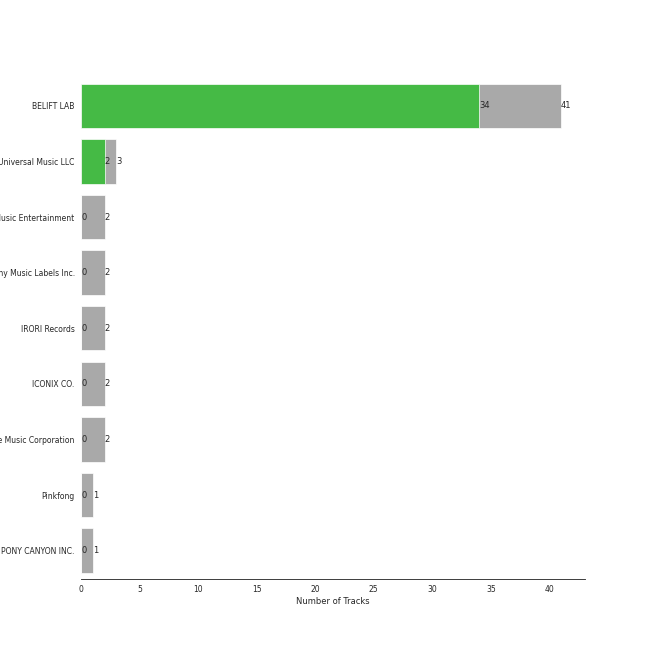 BELIFT LAB 34 41
Universal Music LLC 2 3
Music Entertainment 0 2
ny Music Labels Inc. 0 2
IRORI Records 0 2
ICONIX CO. 0 2
e Music Corporation 0 2
Pinkfong 0 1
PONY CANYON INC. 0 1
0 5 10 15 20 25 30 35 40
Number of Tracks